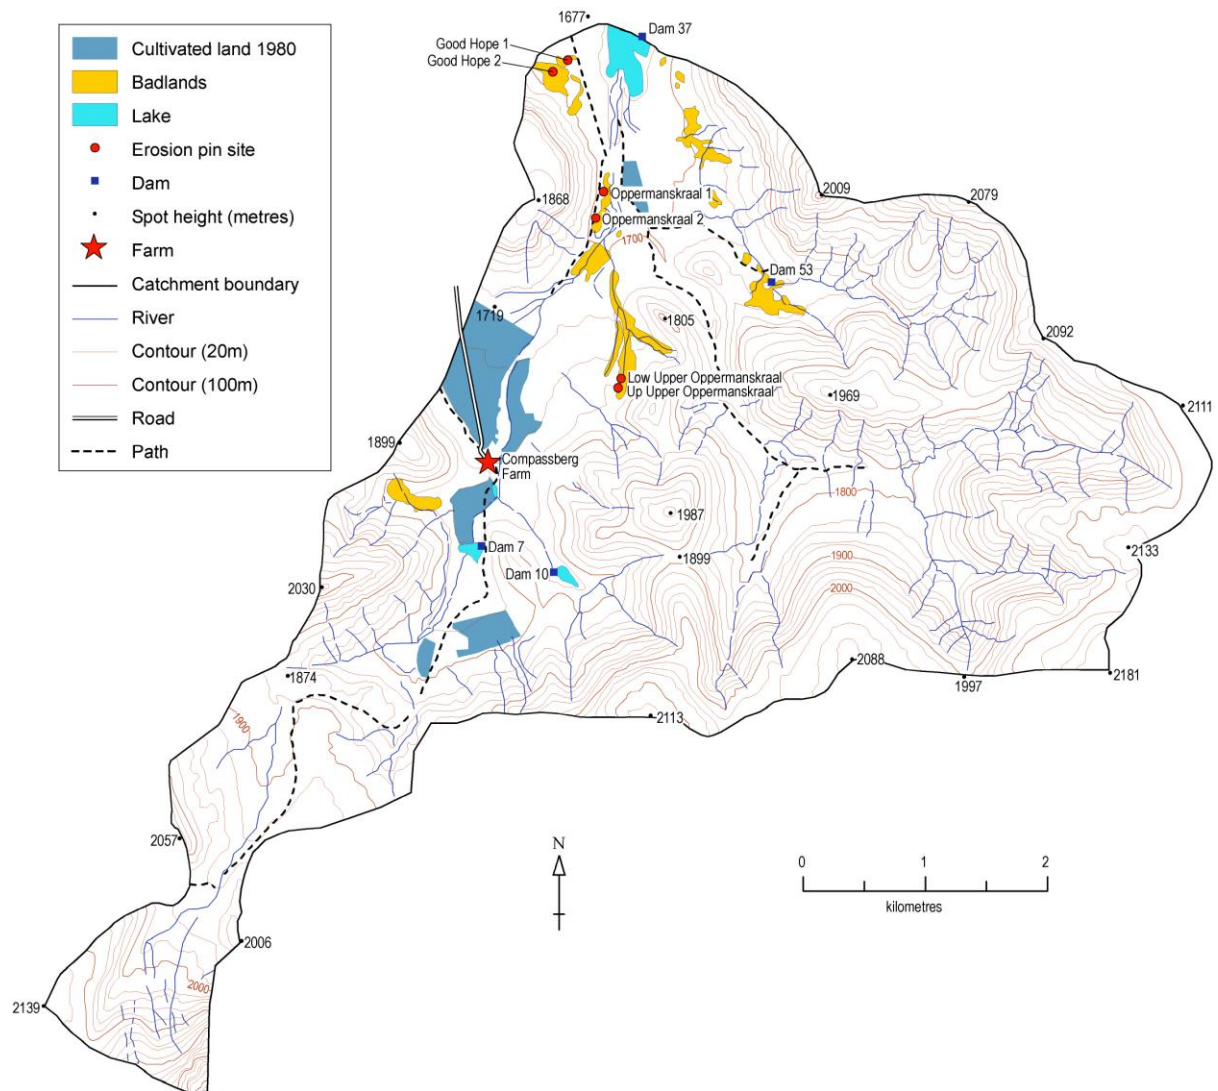 Cultivated land 1980
Badlands
Lake
Erosion pin site
Dam
Spot height (metres)
Farm
Catchment boundary
River
Contour (20m)
Contour (100m)
Road
Path
1677
Dam 37
Good Hope 1
Good Hope 2
1868
Oppermanskraal 1
2009
2079
Oppermanskraal 2
1700
Dam 53
1719
1805
2092
Low Upper Oppermanskraal
Up Upper Oppermanskraal
1969
2111
1899
Compassberg
Farm
1800
1987
Dam 7
1899
1900
2133
Dam 10
2030
2000
2088
1874
1997
2181
1900
2113
2057
N
0
1
2
kilometres
2006
2000
2139